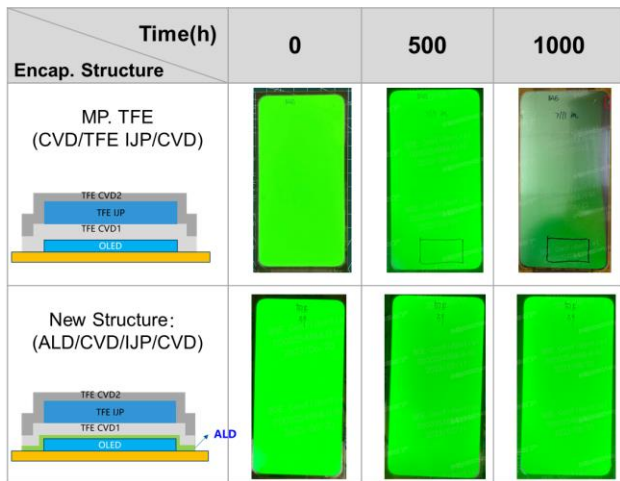 Time(h)
Encap. Structure
0
500
1000
MP. TFE
(CVD/TFE IJP/CVD)
TFE CVD2
TFE IJP
TFE CVD1
OLED
New Structure:
(ALD/CVD/IJP/CVD)
TFE CVD2
TFE IJP
TFE CVD1
OLED
ALD